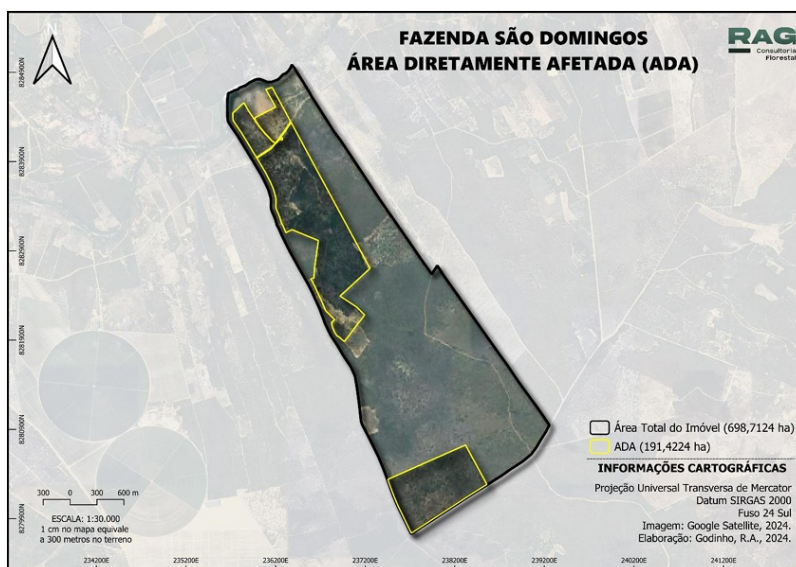 FAZENDA SÃO DOMINGOS
ÁREA DIRETAMENTE AFETADA (ADA)
RAG
Consultoria
Florestal
N
8284900N
8283900N
8282900N
8281900N
8280900N
8279900N
Área Total do Imóvel (698,7124 ha)
ADA (191,4224 ha)
INFORMAÇÕES CARTOGRÁFICAS
Projeção Universal Transversa de Mercator
Datum SIRGAS 2000
Fuso 24 Sul
Imagem: Google Satellite, 2024.
Elaboração: Godinho, R.A., 2024.
300 0 300 600 m
ESCALA: 1:30.000
1 cm no mapa equivale
a 300 metros no terreno
234200E 235200E 236200E 237200E 238200E 239200E 240200E 241200E